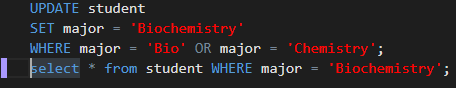 UPDATE student
SET major = 'Biochemistry'
WHERE major = 'Bio' OR major = 'Chemistry';
select * from student WHERE major = 'Biochemistry';